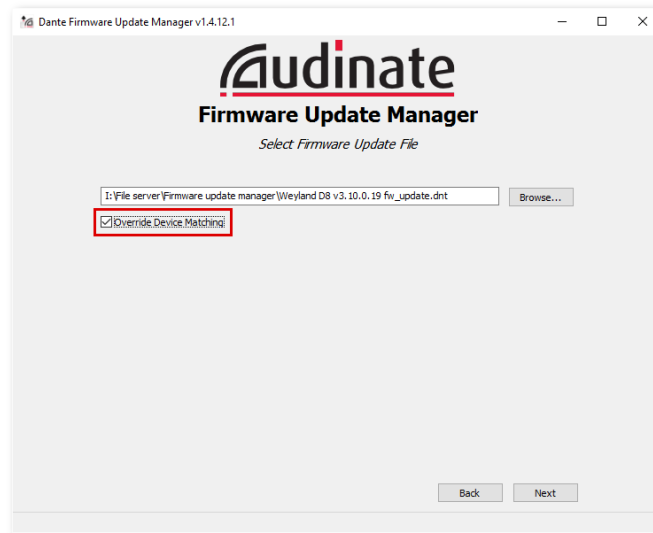 Dante Firmware Update Manager v1.4.12.1
Audinate
Firmware Update Manager
Select Firmware Update File
I:\File server\Firmware update manager\Weyland D8 v3.10.0.19 fw_update.dnt
Browse...
Override Device Matching
Back
Next